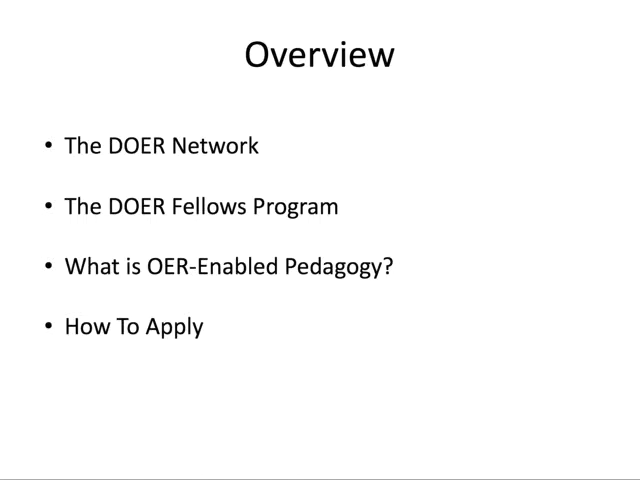 Overview
• The DOER Network
• The DOER Fellows Program
• What is OER-Enabled Pedagogy?
• How To Apply